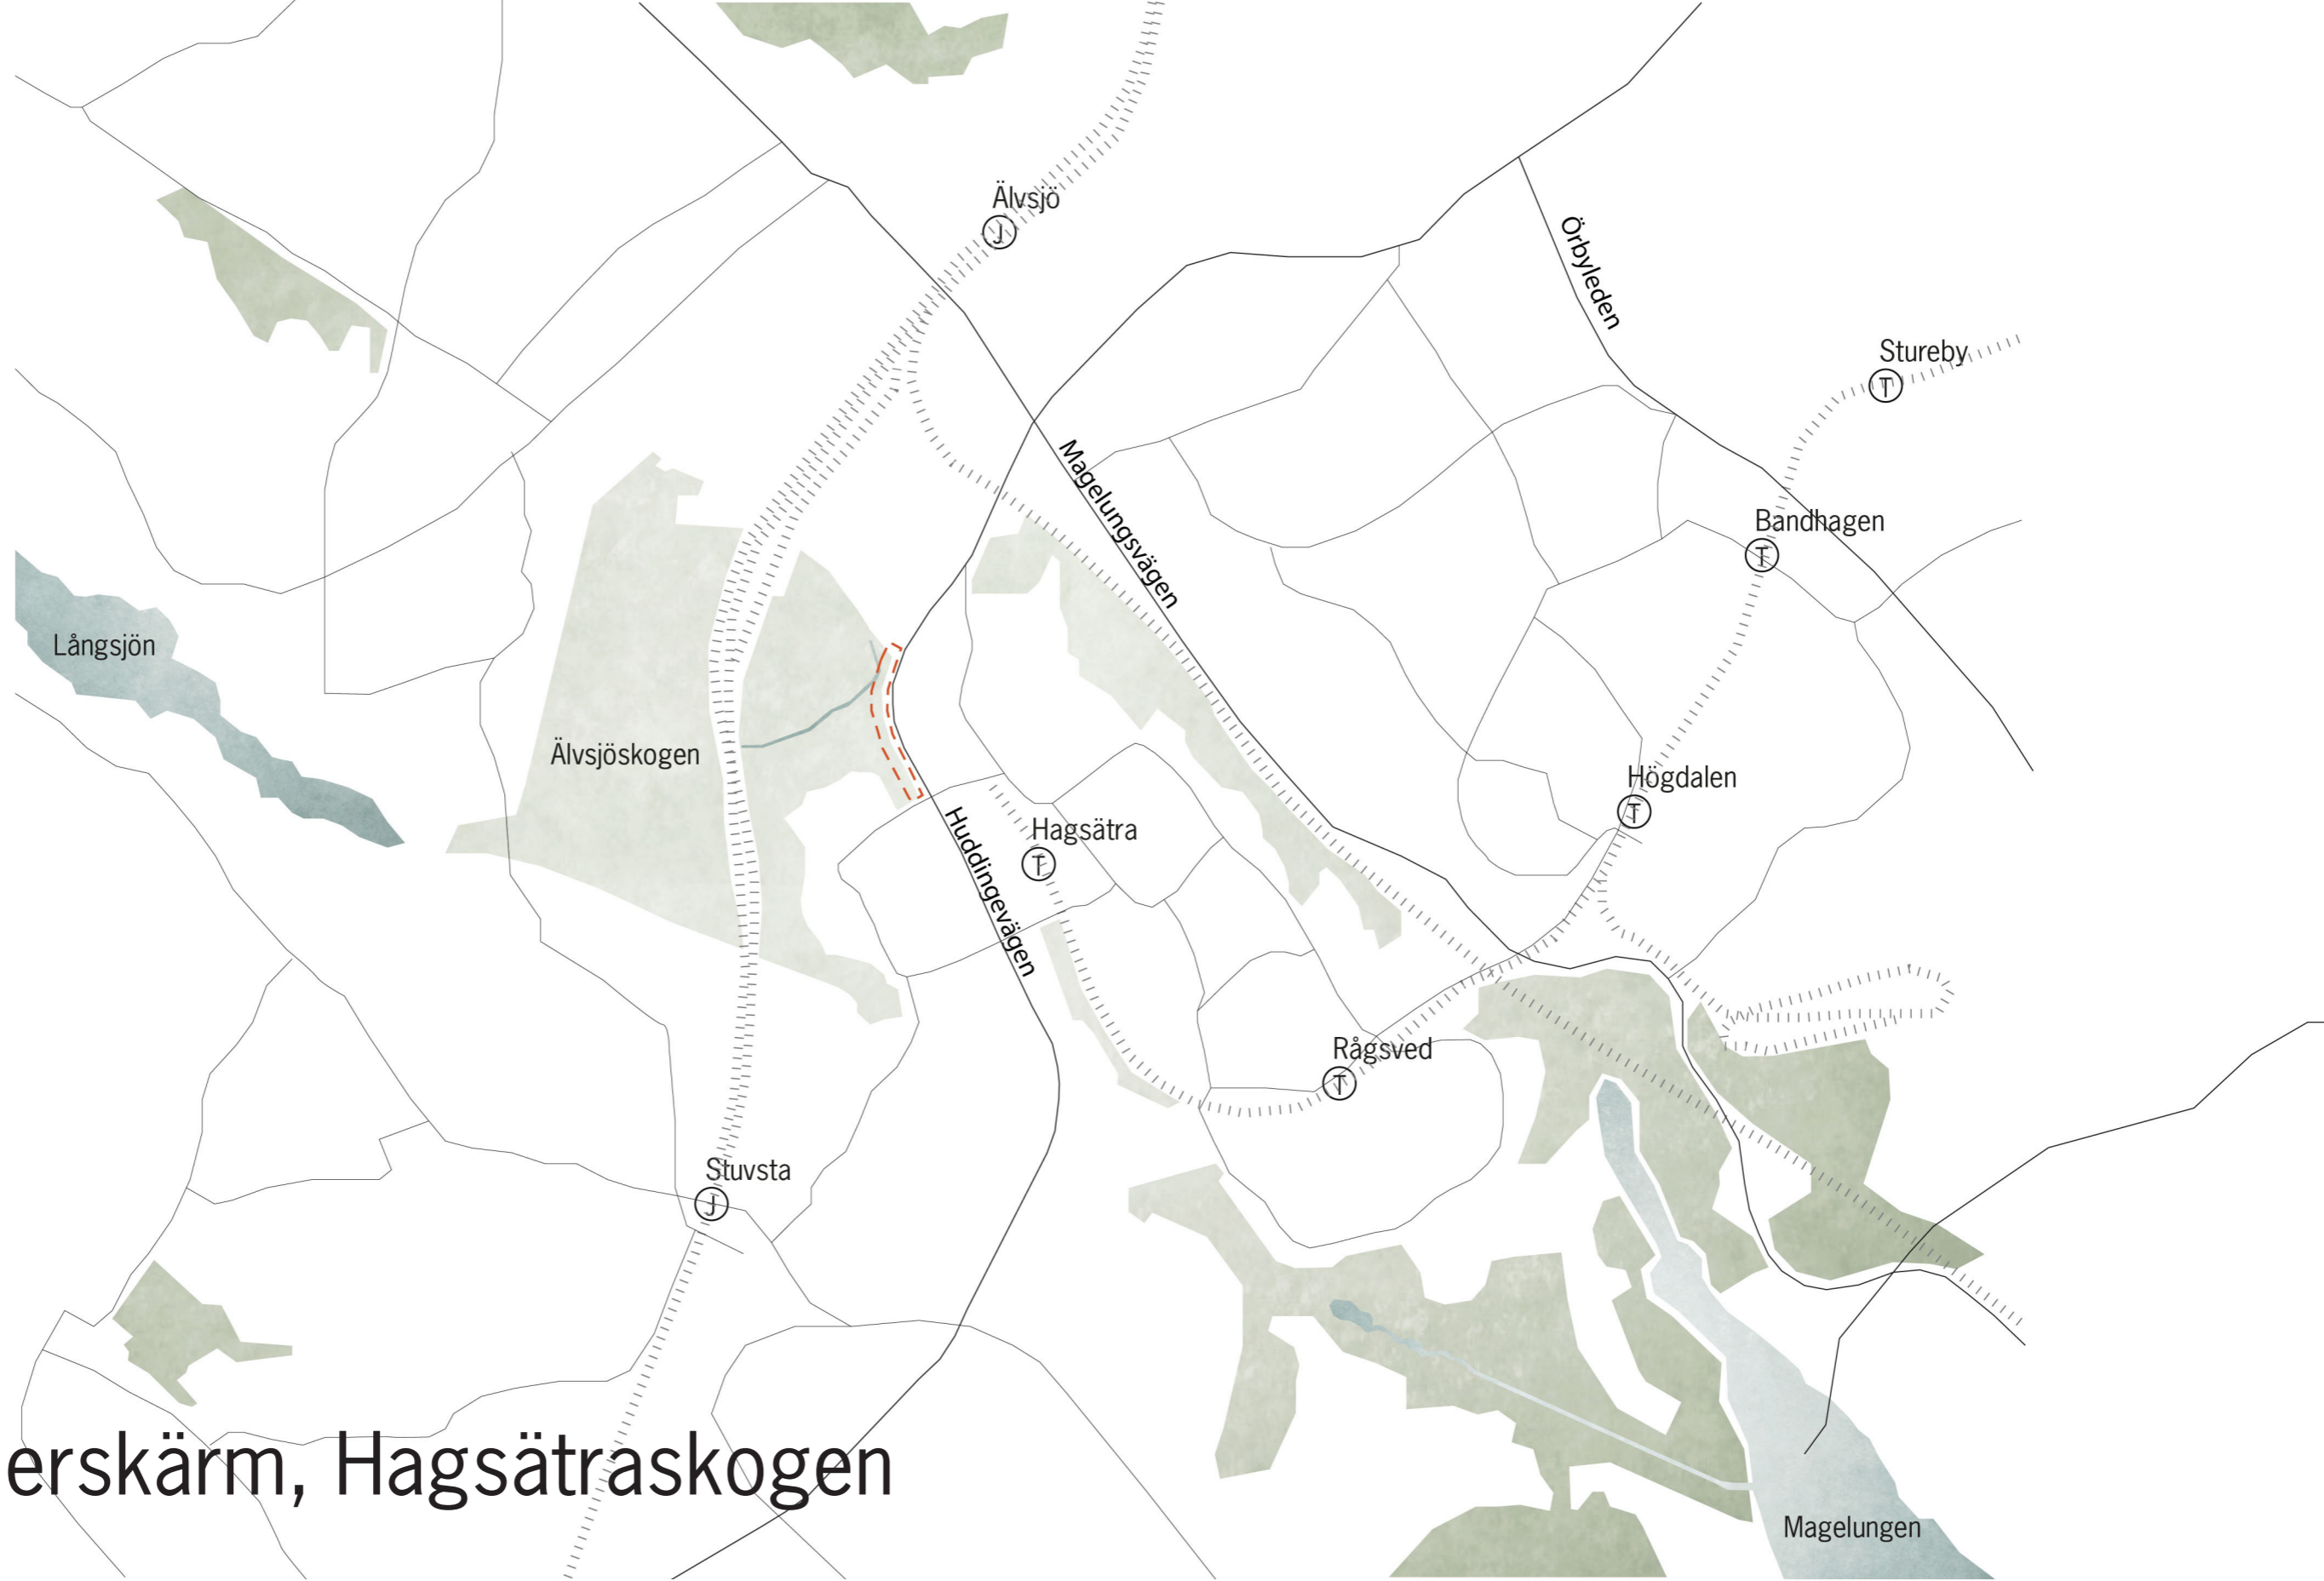 Älvsjö
J
Örbyleden
Stureby
T
Magelungsvägen
Bandhagen
T
Långsjön
Älvsjöskogen
Högdalen
T
Huddingevägen
Hagsätra
T
Rågsved
T
Stuvsta
J
erskärm, Hagsätraskogen
Magelungen